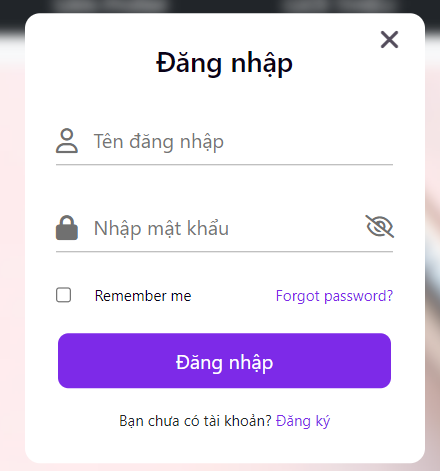 Đăng nhập
Tên đăng nhập
Nhập mật khẩu
Remember me
Forgot password?
Đăng nhập
Bạn chưa có tài khoản? Đăng ký